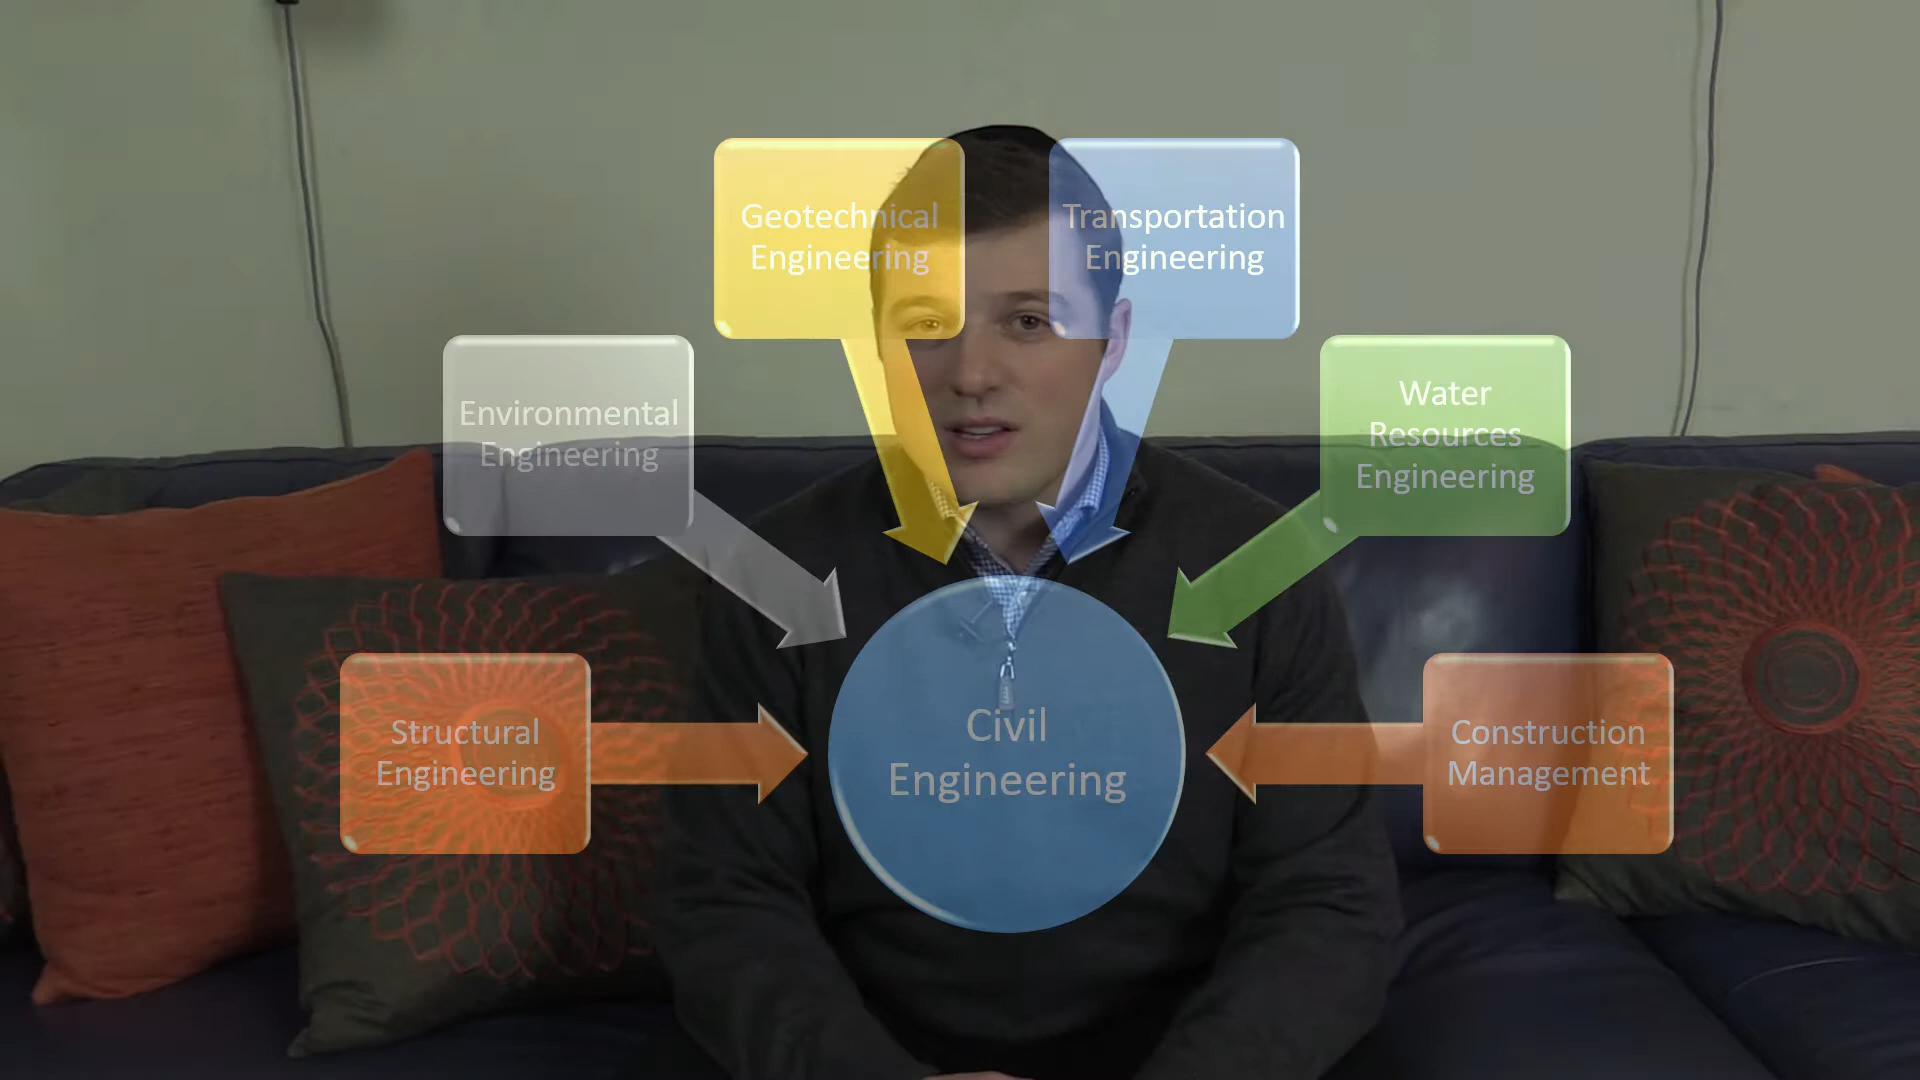 Geotechnical
Engineering
Transportation
Engineering
Environmental
Engineering
Water
Resources
Engineering
Structural
Engineering
Civil
Engineering
Construction
Management